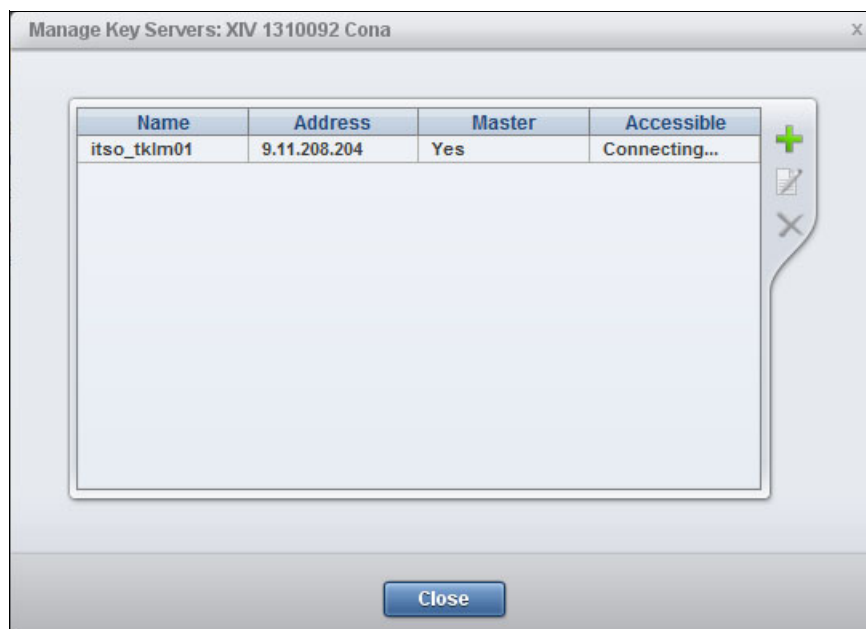 Manage Key Servers: XIV 1310092 Cona x
Name Address Master Accessible
itso_tklm01 9.11.208.204 Yes Connecting...
Close